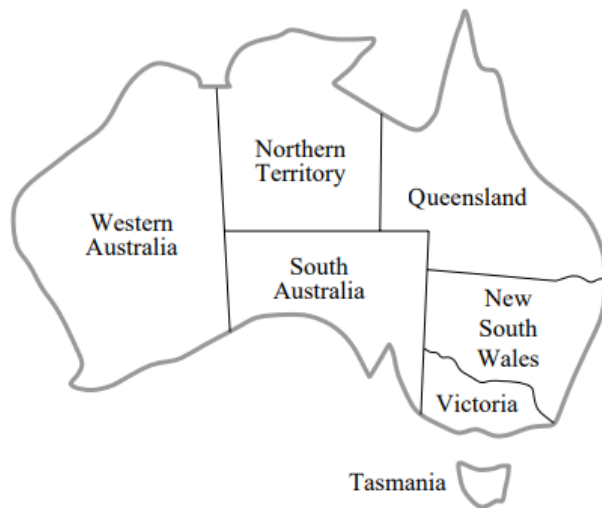 Northern
Territory
Queensland
Western
Australia
South
Australia
New
South
Wales
Victoria
Tasmania